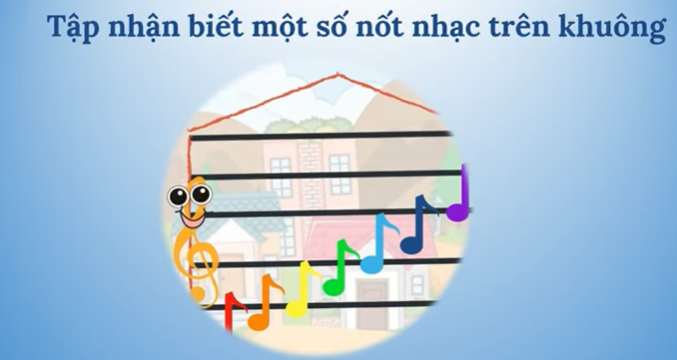 Tập nhận biết một số nốt nhạc trên khuông